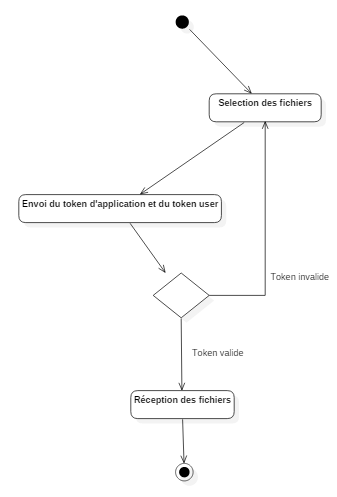 Selection des fichiers
Envoi du token d'application et du token user
Token invalide
Token valide
Réception des fichiers